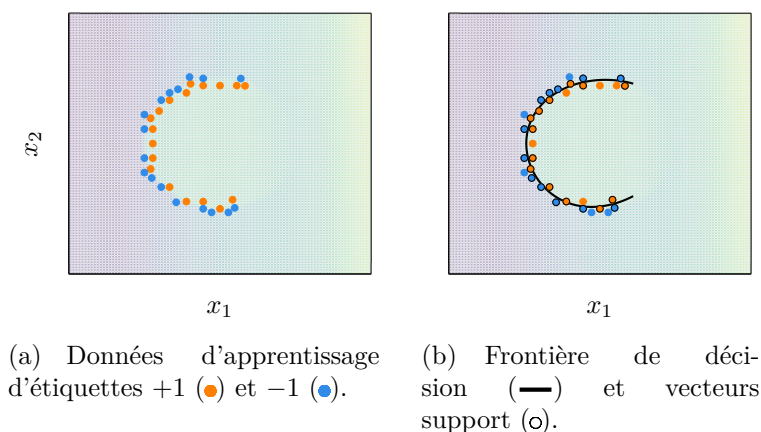 x₂
x₁
x₁
(a) Données d'apprentissage
d'étiquettes +1 () et −1 ().
(b) Frontière de déci-
sion () et vecteurs
support ().